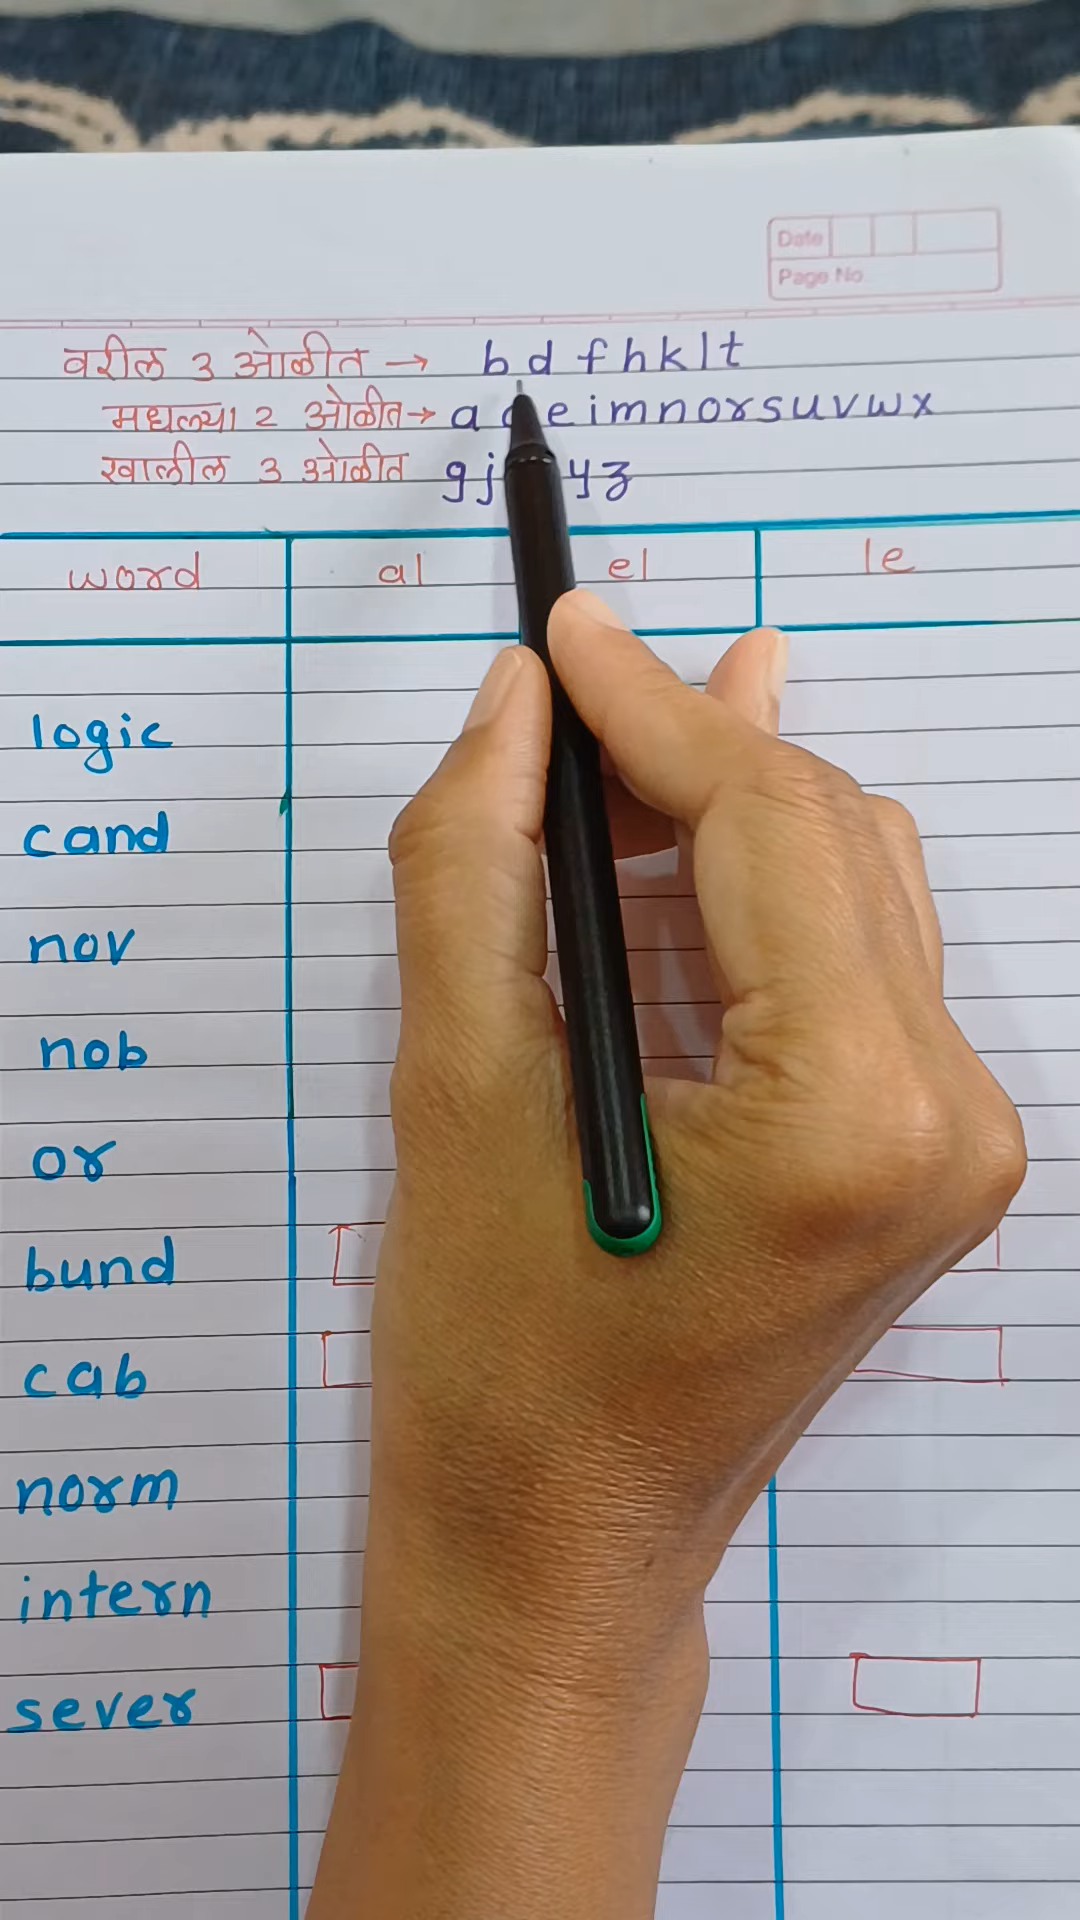 Date
Page No
वरील 3 ओळीत → b d f h k l t
मधल्या 2 ओळीत → a e i m n o r s u v w x
खालील 3 ओळीत g j y z
word al el le
logic
cand
nov
nob
or
bund
cab
norm
intern
sever